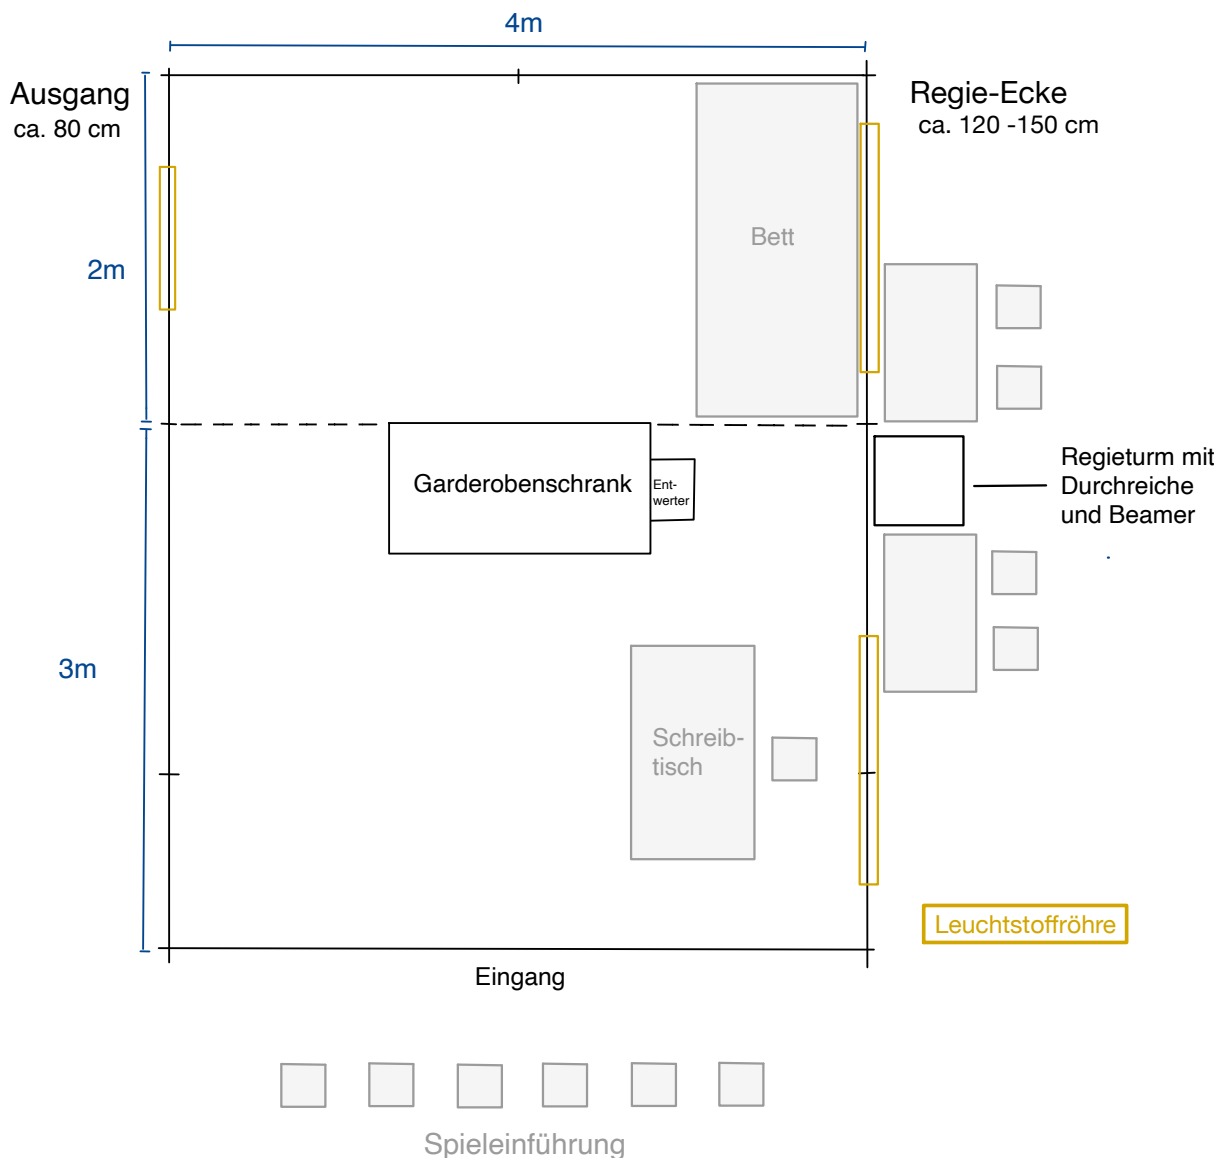 4m
Ausgang
ca. 80 cm
Regie-Ecke
ca. 120 -150 cm
Bett
2m
Garderobenschrank
Ent-
werter
Regieturm mit
Durchreiche
und Beamer
3m
Schreib-
tisch
Leuchtstoffröhre
Eingang
Spieleinführung